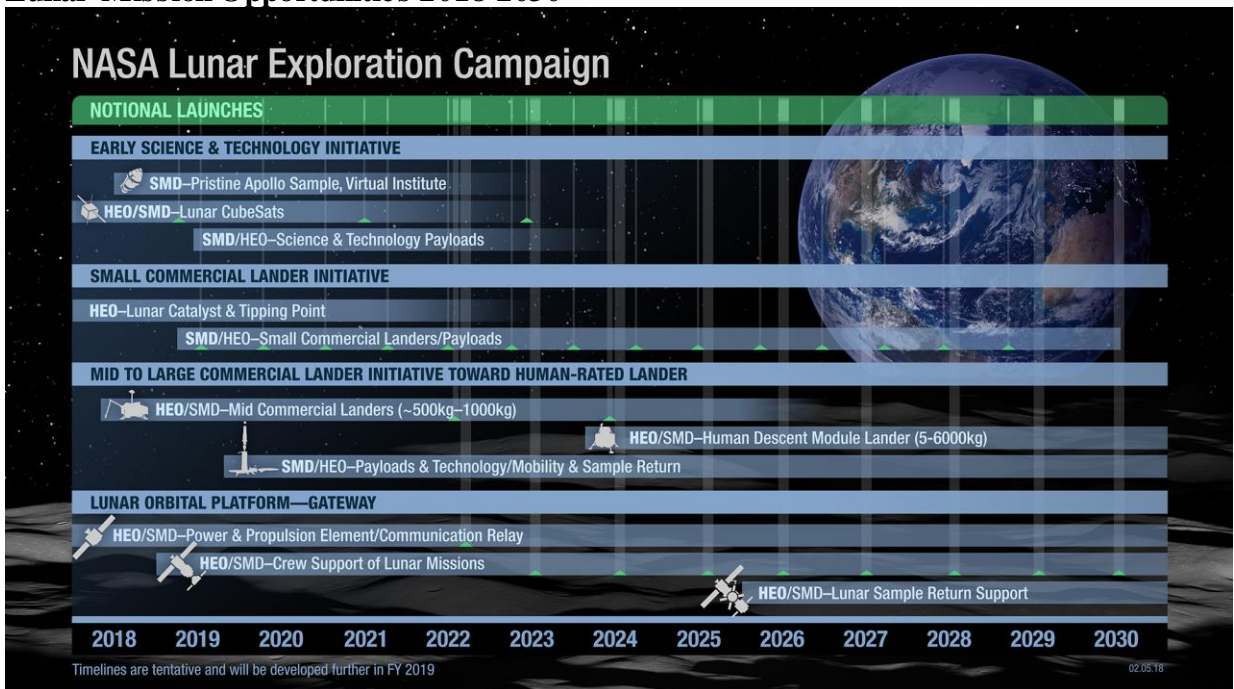 NASA Lunar Exploration Campaign
NOTIONAL LAUNCHES
EARLY SCIENCE & TECHNOLOGY INITIATIVE
SMD–Pristine Apollo Sample, Virtual Institute
HEO/SMD–Lunar CubeSats
SMD/HEO–Science & Technology Payloads
SMALL COMMERCIAL LANDER INITIATIVE
HEO–Lunar Catalyst & Tipping Point
SMD/HEO–Small Commercial Landers/Payloads
MID TO LARGE COMMERCIAL LANDER INITIATIVE TOWARD HUMAN-RATED LANDER
HEO/SMD–Mid Commercial Landers (~500kg–1000kg)
HEO/SMD–Human Descent Module Lander (5-6000kg)
SMD/HEO–Payloads & Technology/Mobility & Sample Return
LUNAR ORBITAL PLATFORM—GATEWAY
HEO/SMD–Power & Propulsion Element/Communication Relay
HEO/SMD–Crew Support of Lunar Missions
HEO/SMD–Lunar Sample Return Support
2018 2019 2020 2021 2022 2023 2024 2025 2026 2027 2028 2029 2030
Timelines are tentative and will be developed further in FY 2019
02.05.18